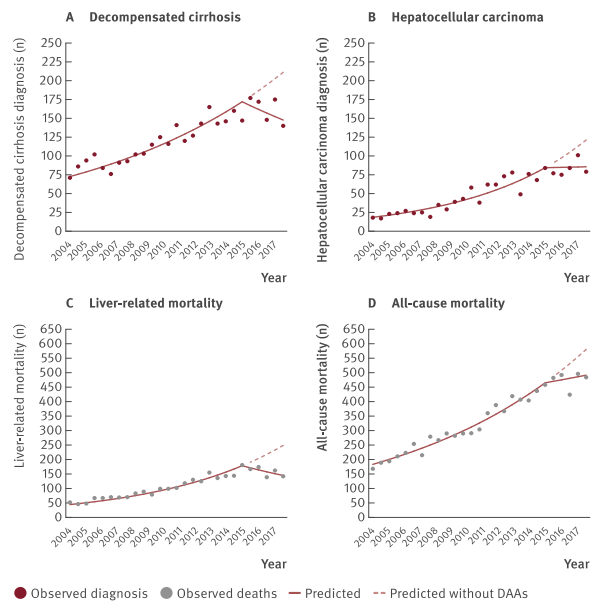 A Decompensated cirrhosis
Decompensated cirrhosis diagnosis (n)
250
225
200
175
150
125
100
75
50
25
0
2004 2005 2006 2007 2008 2009 2010 2011 2012 2013 2014 2015 2016 2017
Year
B Hepatocellular carcinoma
Hepatocellular carcinoma diagnosis (n)
250
225
200
175
150
125
100
75
50
25
0
2004 2005 2006 2007 2008 2009 2010 2011 2012 2013 2014 2015 2016 2017
Year
C Liver-related mortality
Liver-related mortality (n)
650
600
550
500
450
400
350
300
250
200
150
100
50
0
2004 2005 2006 2007 2008 2009 2010 2011 2012 2013 2014 2015 2016 2017
Year
D All-cause mortality
All-cause mortality (n)
650
600
550
500
450
400
350
300
250
200
150
100
50
0
2004 2005 2006 2007 2008 2009 2010 2011 2012 2013 2014 2015 2016 2017
Year
Observed diagnosis Observed deaths Predicted Predicted without DAAs